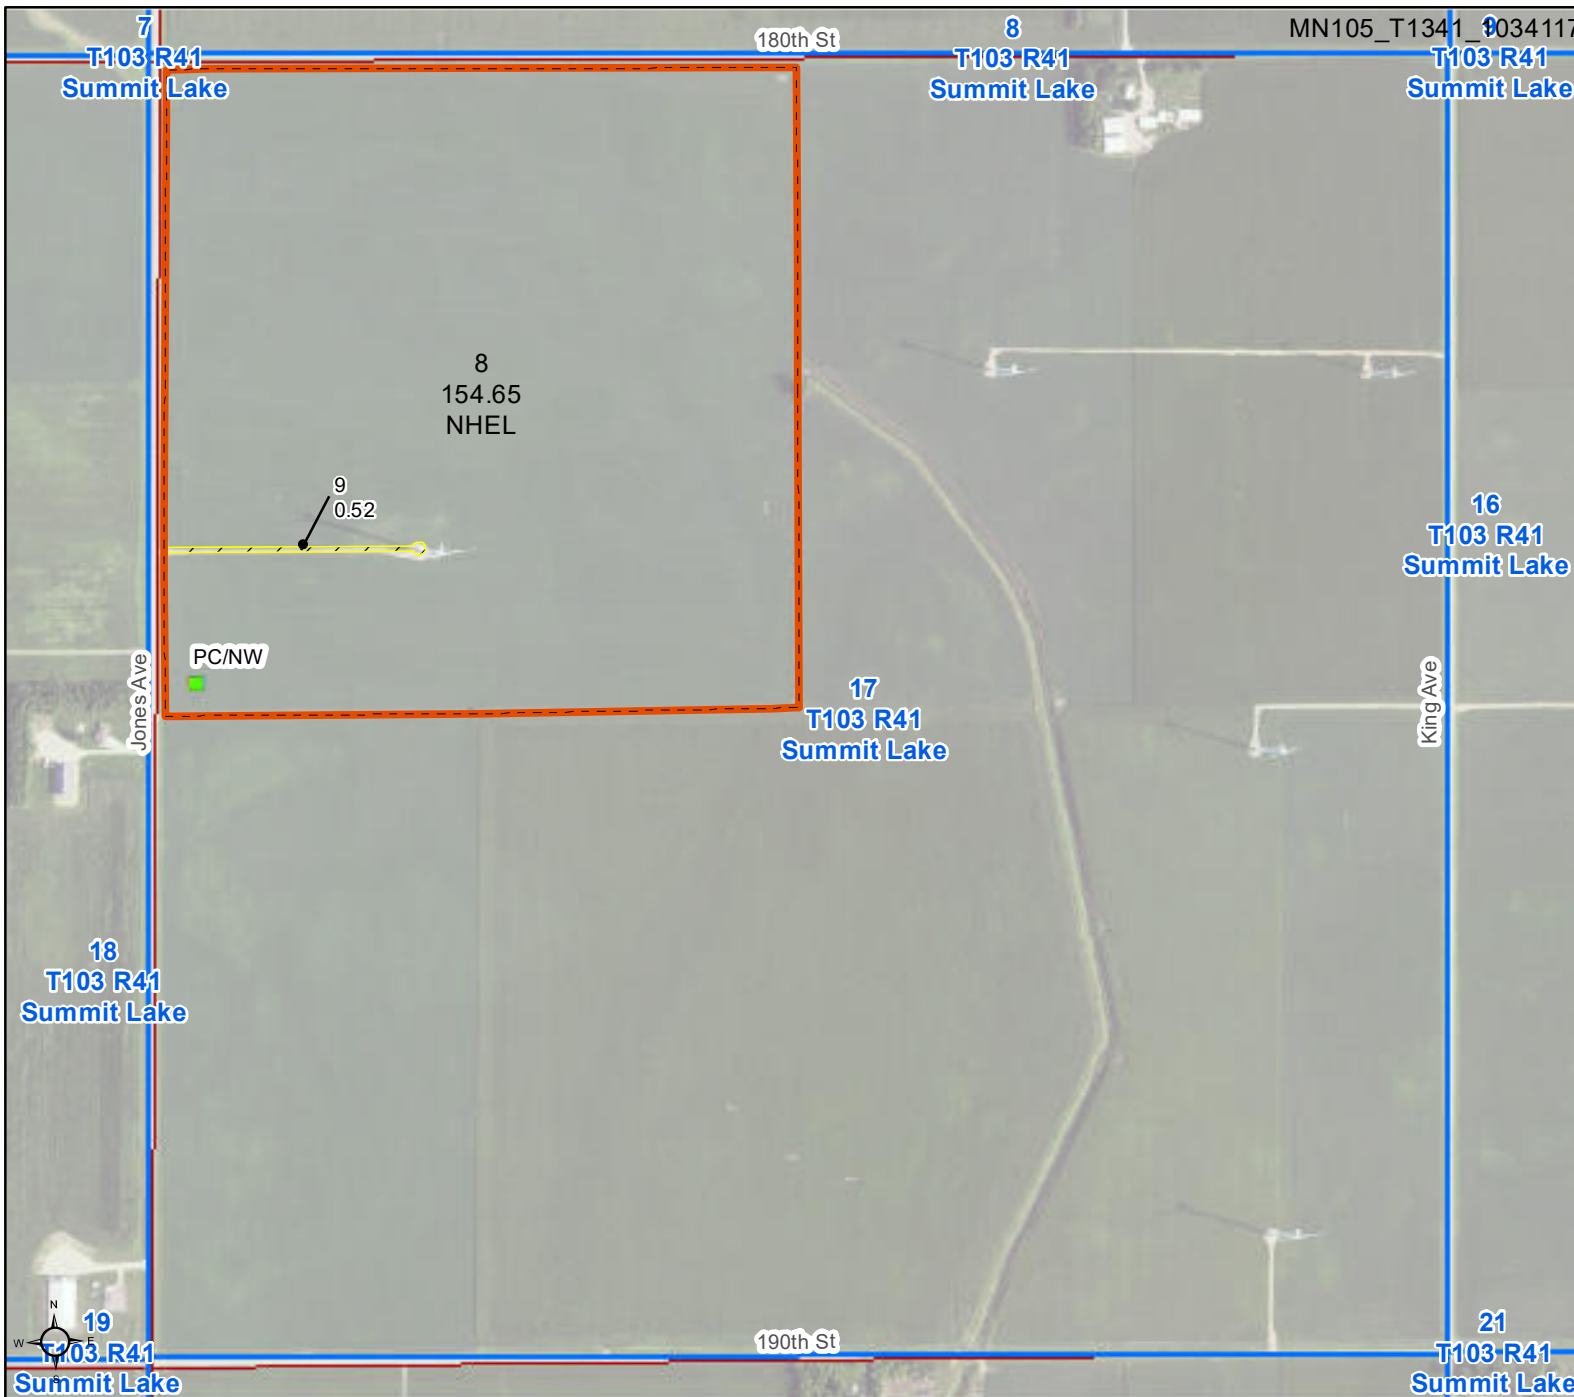 7
T103 R41
Summit Lake
180th St
8
T103 R41
Summit Lake
MN105_T1341_1034117
9
T103 R41
Summit Lake
8
154.65
NHEL
9
0.52
16
T103 R41
Summit Lake
PC/NW
Jones Ave
17
T103 R41
Summit Lake
King Ave
18
T103 R41
Summit Lake
N
W
E
S
19
T103 R41
Summit Lake
190th St
21
T103 R41
Summit Lake